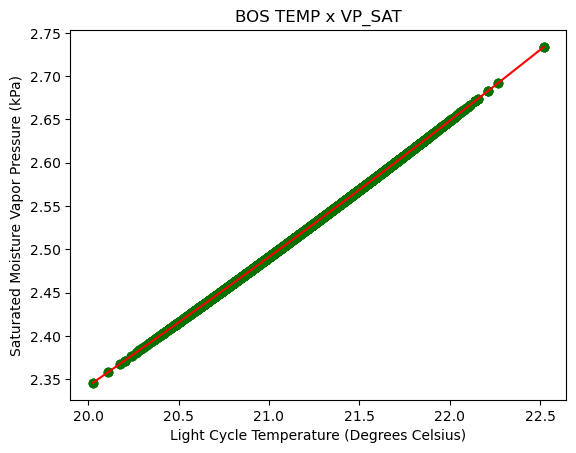 BOS TEMP x VP_SAT
Saturated Moisture Vapor Pressure (kPa)
2.75
2.70
2.65
2.60
2.55
2.50
2.45
2.40
2.35
20.0 20.5 21.0 21.5 22.0 22.5
Light Cycle Temperature (Degrees Celsius)